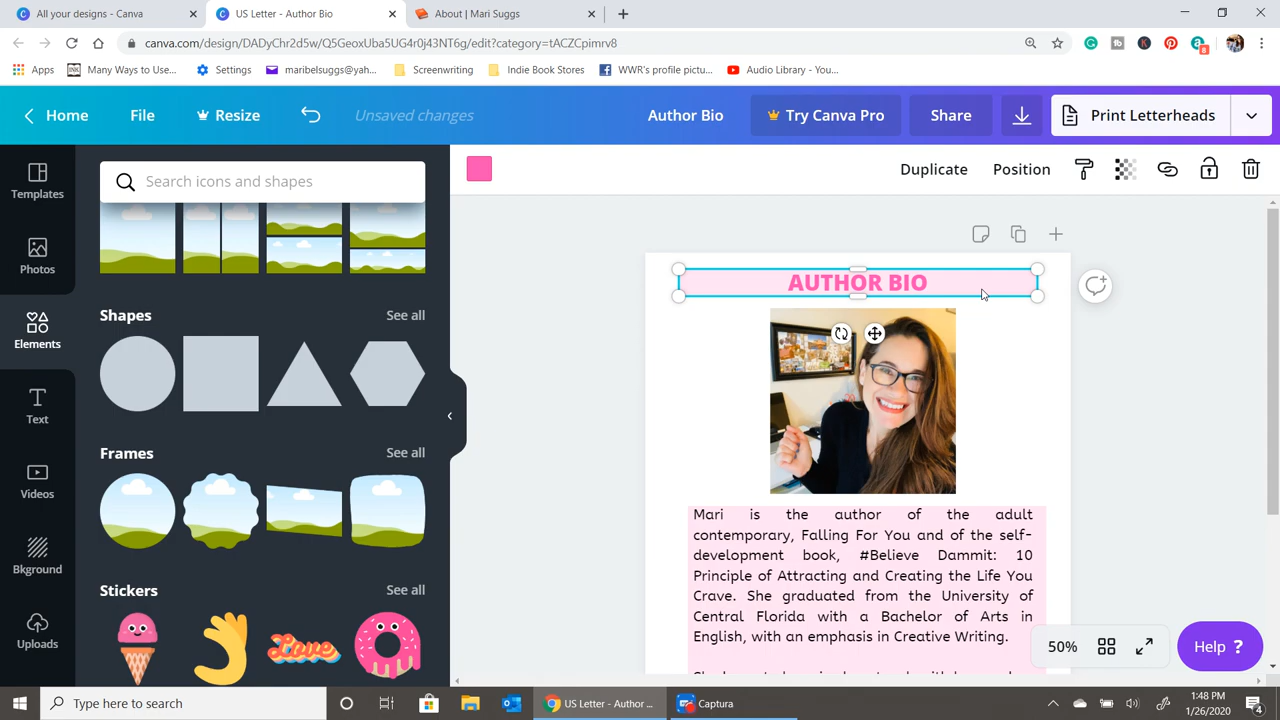 All your designs - Canva
US Letter - Author Bio
About | Mari Suggs
canva.com/design/DADyChr2d5w/Q5GeoxUba5UG4r0j43NT6g/edit?category=tACZCpimrv8
Apps
Many Ways to Use...
Settings
maribelsuggs@yah...
Screenwriting
Indie Book Stores
WWR's profile pictu...
Audio Library - You...
Home
File
Resize
Unsaved changes
Author Bio
Try Canva Pro
Share
Print Letterheads
Templates
Photos
Elements
Text
Videos
Bkground
Uploads
Search icons and shapes
Shapes
See all
Frames
See all
Stickers
See all
Love
Duplicate
Position
AUTHOR BIO
Mari is the author of the adult
contemporary, Falling For You and of the self-
development book, #Believe Dammit: 10
Principle of Attracting and Creating the Life You
Crave. She graduated from the University of
Central Florida with a Bachelor of Arts in
English, with an emphasis in Creative Writing.
50%
Help ?
Type here to search
US Letter - Author ...
Captura
1:48 PM
1/26/2020
4
8